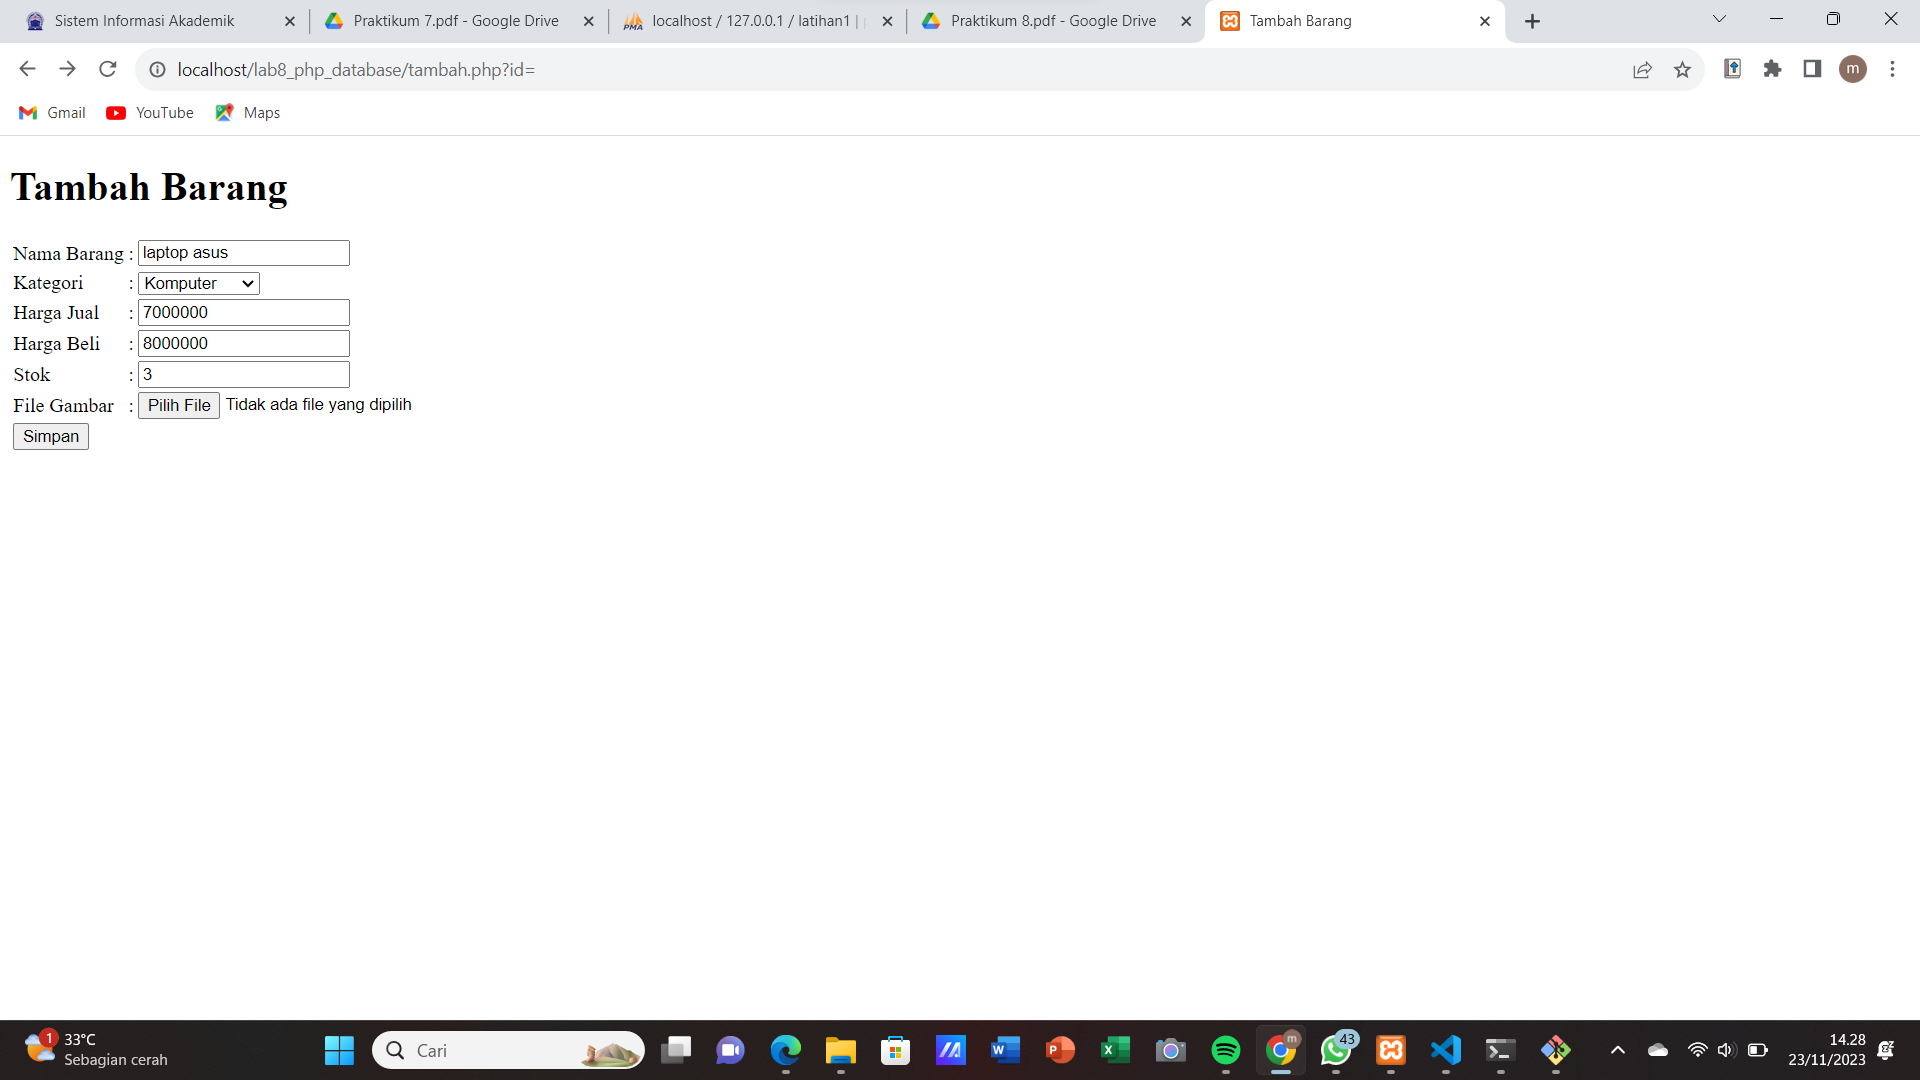 Sistem Informasi Akademik
Praktikum 7.pdf - Google Drive
PMA
localhost / 127.0.0.1 / latihan1 |
Praktikum 8.pdf - Google Drive
Tambah Barang
localhost/lab8_php_database/tambah.php?id=
m
Gmail
YouTube
Maps
Tambah Barang
Nama Barang : laptop asus
Kategori : Komputer
Harga Jual : 7000000
Harga Beli : 8000000
Stok : 3
File Gambar : Pilih File Tidak ada file yang dipilih
Simpan
1
33°C
Sebagian cerah
Cari
W
P
X
m
43
14.28
23/11/2023